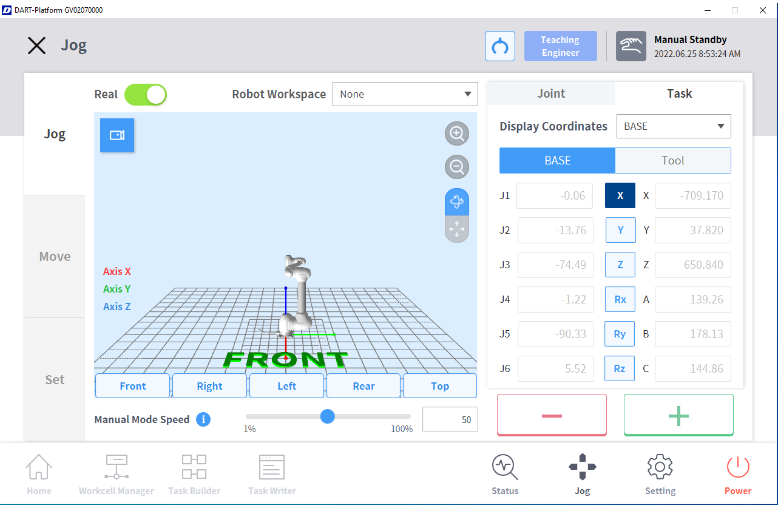 DART-Platform GV02070000
Jog
Teaching
Engineer
Manual Standby
2022.06.25 8:53:24 AM
Real
Robot Workspace
None
Joint
Task
Jog
Display Coordinates
BASE
BASE
Tool
J1
-0.06
X
X
-709.170
J2
-13.76
Y
Y
37.820
Move
J3
-74.49
Z
Z
650.840
Axis X
Axis Y
Axis Z
J4
-1.22
Rx
A
139.26
J5
-90.33
Ry
B
178.13
FRONT
Set
J6
5.52
Rz
C
144.86
Front
Right
Left
Rear
Top
Manual Mode Speed
i
1%
100%
50
Home
Workcell Manager
Task Builder
Task Writer
Status
Jog
Setting
Power